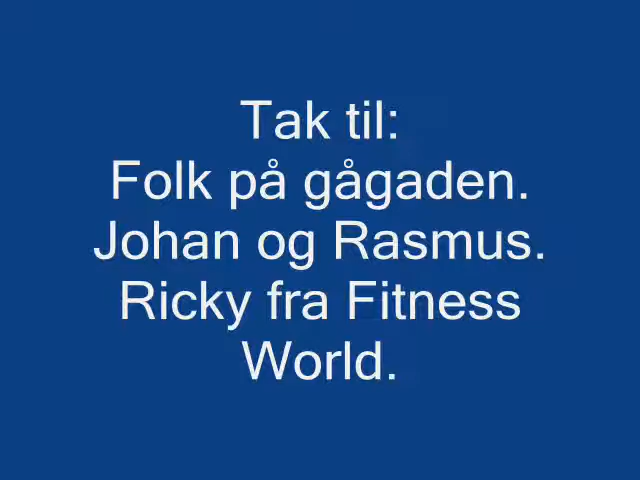 Tak til:
Folk på gågaden.
Johan og Rasmus.
Ricky fra Fitness
World.